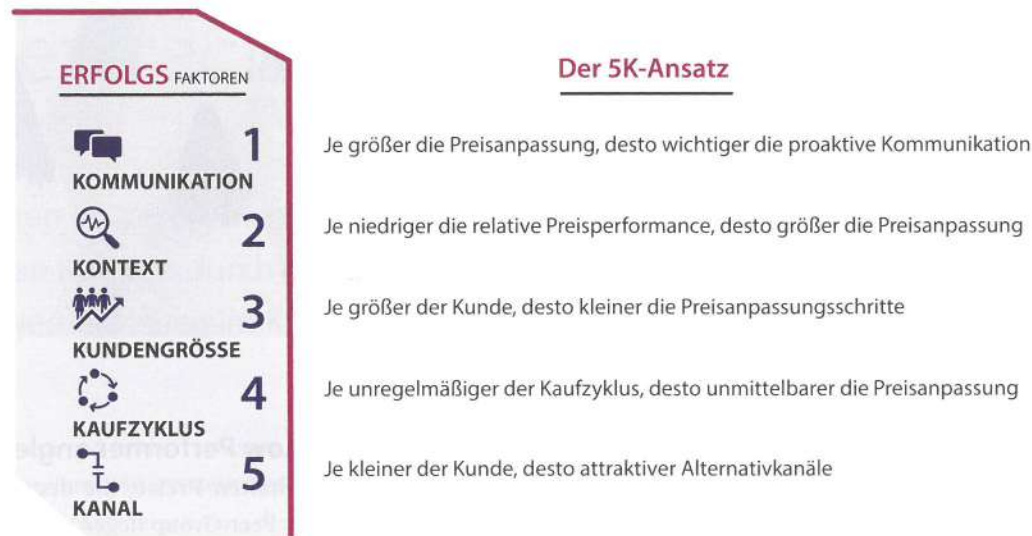 ERFOLGS FAKTOREN
Der 5K-Ansatz
1
KOMMUNIKATION
Je größer die Preisanpassung, desto wichtiger die proaktive Kommunikation
2
KONTEXT
Je niedriger die relative Preisperformance, desto größer die Preisanpassung
3
KUNDENGRÖSSE
Je größer der Kunde, desto kleiner die Preisanpassungsschritte
4
KAUFZYKLUS
Je unregelmäßiger der Kaufzyklus, desto unmittelbarer die Preisanpassung
5
KANAL
Je kleiner der Kunde, desto attraktiver Alternativkanäle